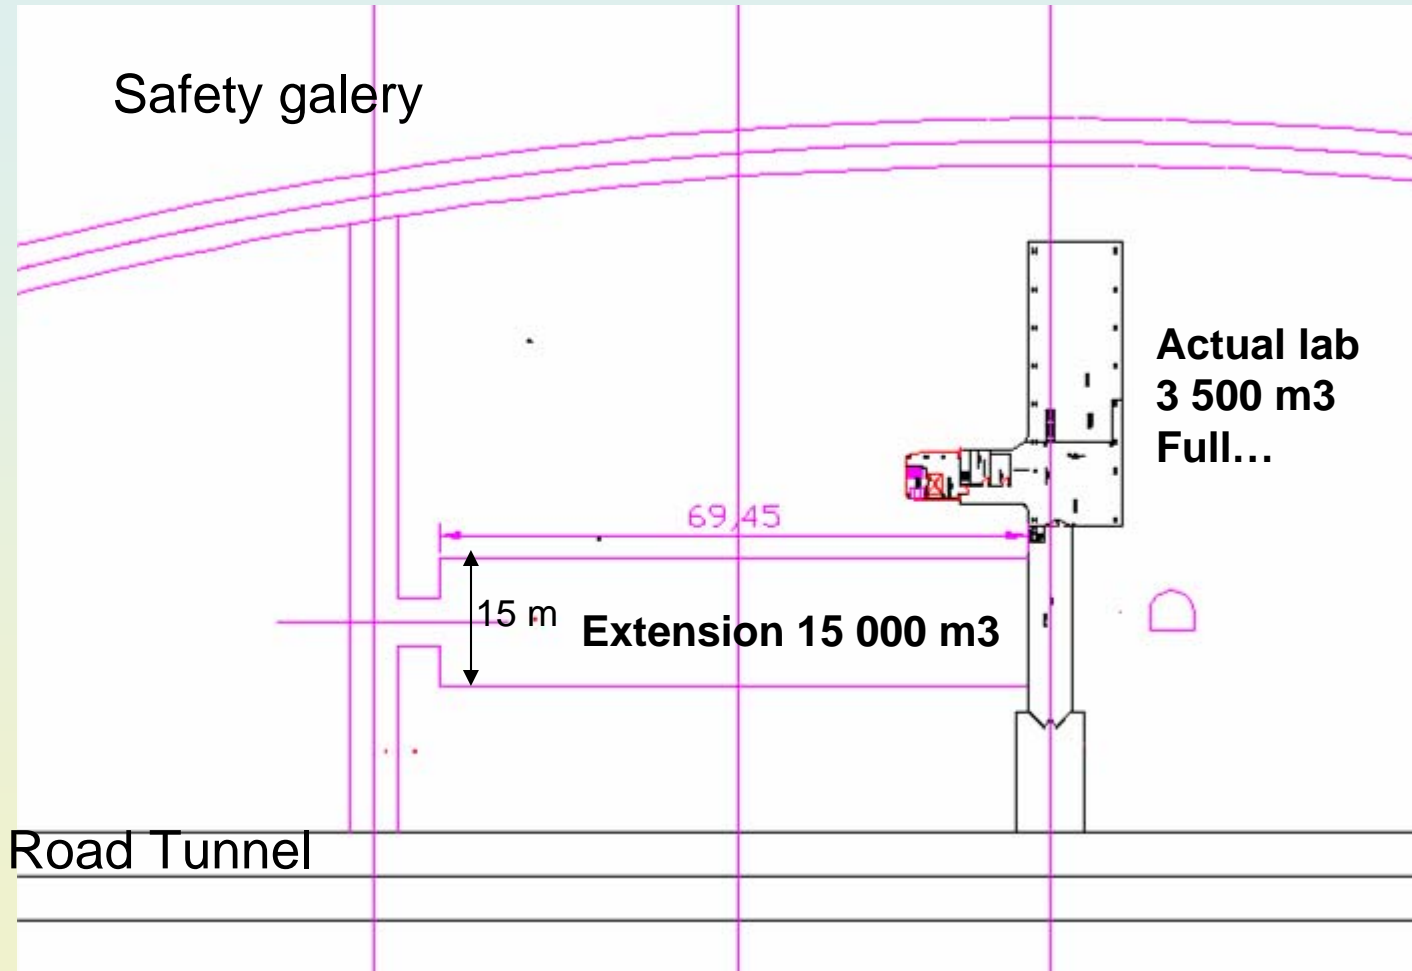 Safety galery
Actual lab
3 500 m3
Full...
69,45
15 m
Extension 15 000 m3
Road Tunnel